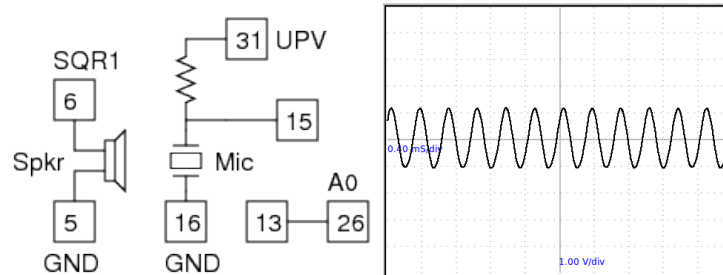 31 UPV
SQR1
6
15
Spkr
Mic
A0
5
16
13
26
GND
GND
0.40 mS/div
1.00 V/div